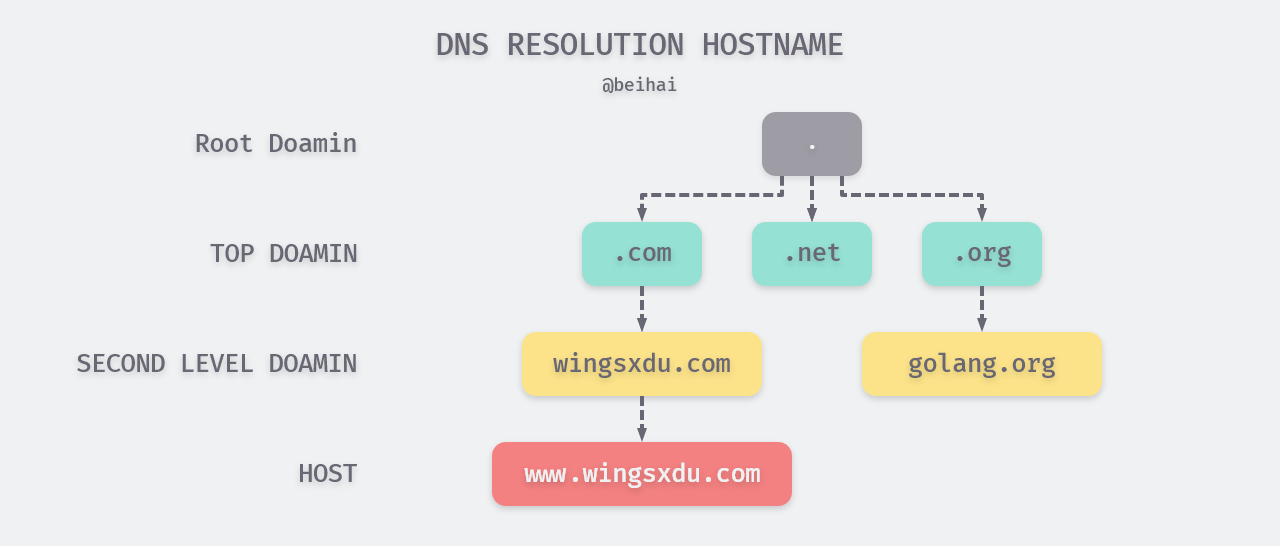 DNS RESOLUTION HOSTNAME
@beihai
Root Doamin
.
TOP DOAMIN
.com
.net
.org
SECOND LEVEL DOAMIN
wingsxdu.com
golang.org
HOST
www.wingsxdu.com